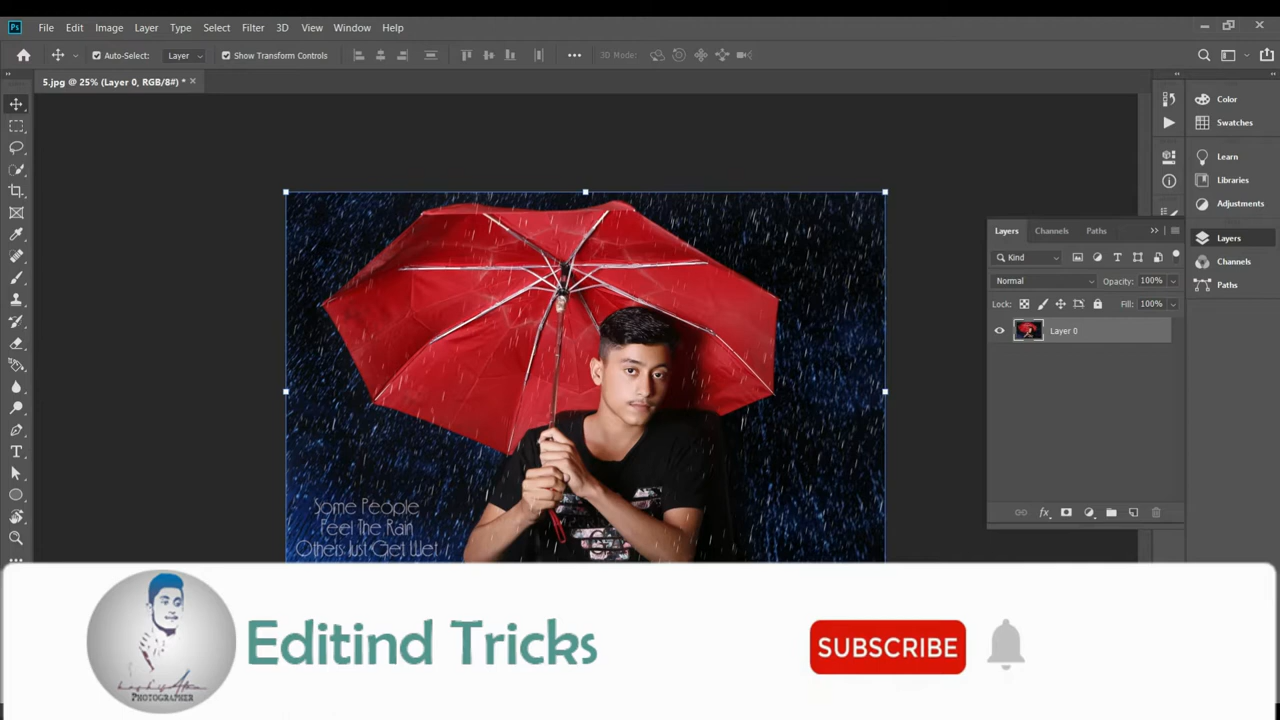 Ps File Edit Image Layer Type Select Filter 3D View Window Help
Auto-Select: Layer Show Transform Controls 3D Mode:
5.jpg @ 25% (Layer 0, RGB/8#) *
Color
Swatches
Learn
Libraries
Adjustments
Layers
Channels
Paths
Layers Channels Paths
Kind
Normal Opacity: 100%
Lock: Fill: 100%
Layer 0
Some People
Feel The Rain
Others Just Get Wet
Editind Tricks
SUBSCRIBE
PHOTOGRAPHER